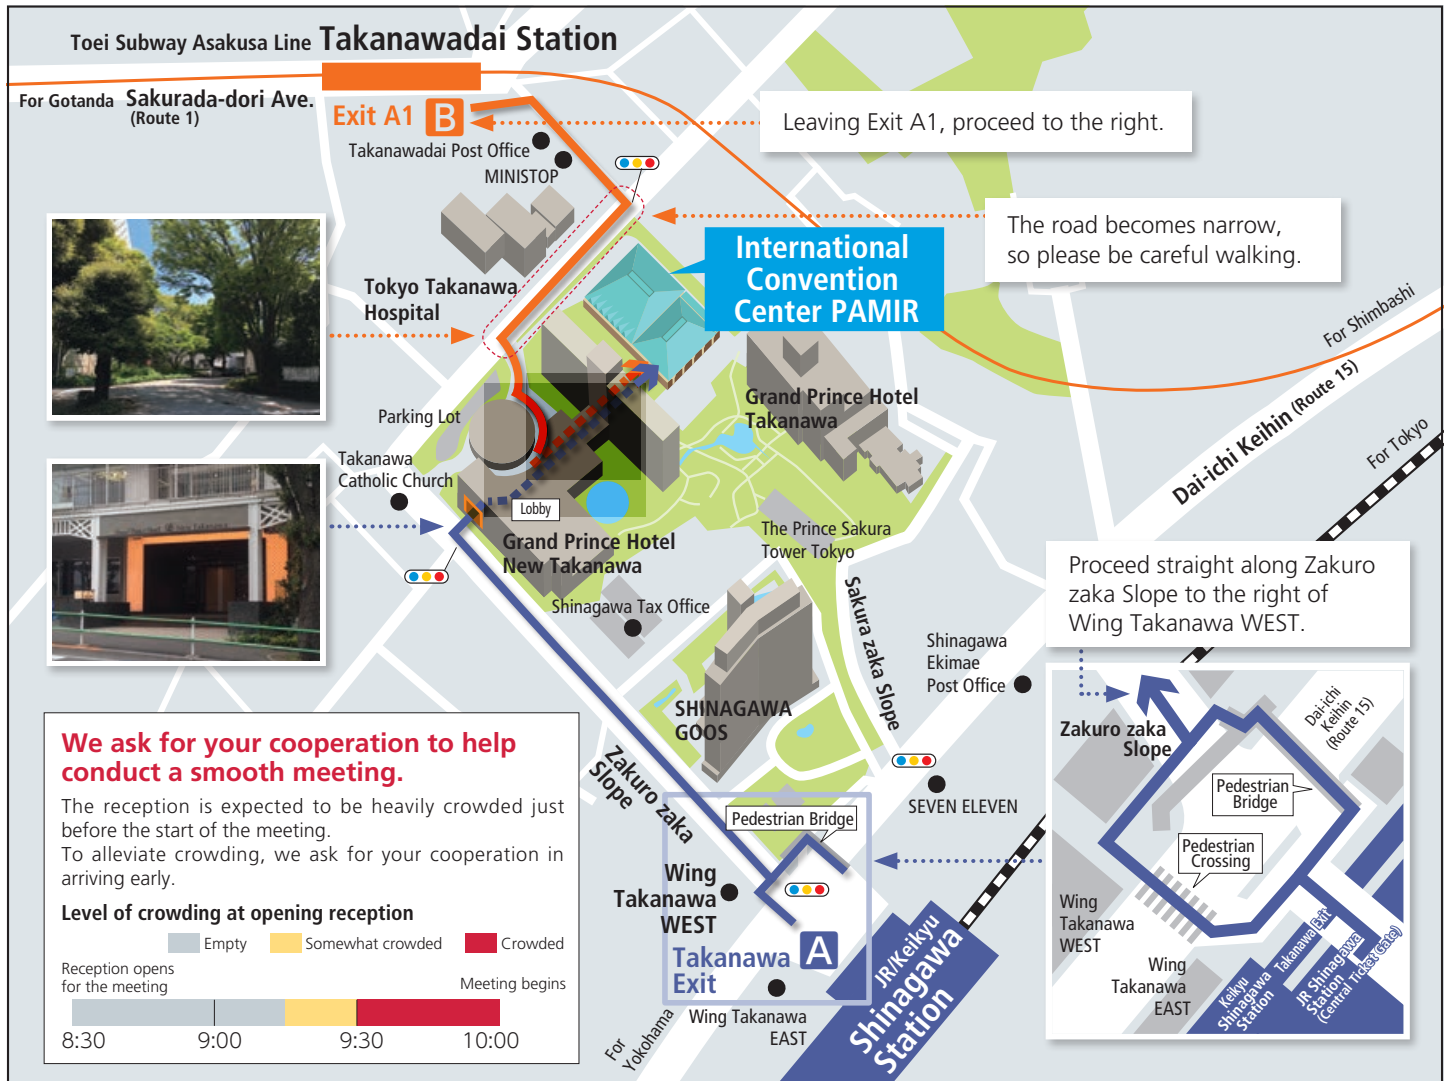 Toei Subway Asakusa Line Takanawadai Station
For Gotanda Sakurada-dori Ave.
(Route 1)
Exit A1 B
Leaving Exit A1, proceed to the right.
Takanawadai Post Office
MINISTOP
The road becomes narrow,
so please be careful walking.
International
Convention
Center PAMIR
Tokyo Takanawa
Hospital
For Shimbashi
Dai-ichi Keihin (Route 15)
For Tokyo
Grand Prince Hotel
Takanawa
Parking Lot
Takanawa
Catholic Church
Lobby
Grand Prince Hotel
New Takanawa
The Prince Sakura
Tower Tokyo
Shinagawa Tax Office
Sakura zaka Slope
Shinagawa
Ekimae
Post Office
Proceed straight along Zakuro
zaka Slope to the right of
Wing Takanawa WEST.
SHINAGAWA
GOOS
Zakuro zaka
Slope
SEVEN ELEVEN
Pedestrian Bridge
Wing
Takanawa
WEST
Takanawa
Exit
A
Wing Takanawa
EAST
For
Yokohama
JR/Keikyu
Shinagawa
Station
Zakuro zaka
Slope
Dai-ichi
Keihin
(Route 15)
Pedestrian
Bridge
Pedestrian
Crossing
Wing
Takanawa
WEST
Wing
Takanawa
EAST
Keikyu
Shinagawa
Station
Takanawa Exit
JR Shinagawa
Station
(Central Ticket Gate)
We ask for your cooperation to help
conduct a smooth meeting.
The reception is expected to be heavily crowded just
before the start of the meeting.
To alleviate crowding, we ask for your cooperation in
arriving early.
Level of crowding at opening reception
Empty Somewhat crowded Crowded
Reception opens
for the meeting
Meeting begins
8:30 9:00 9:30 10:00